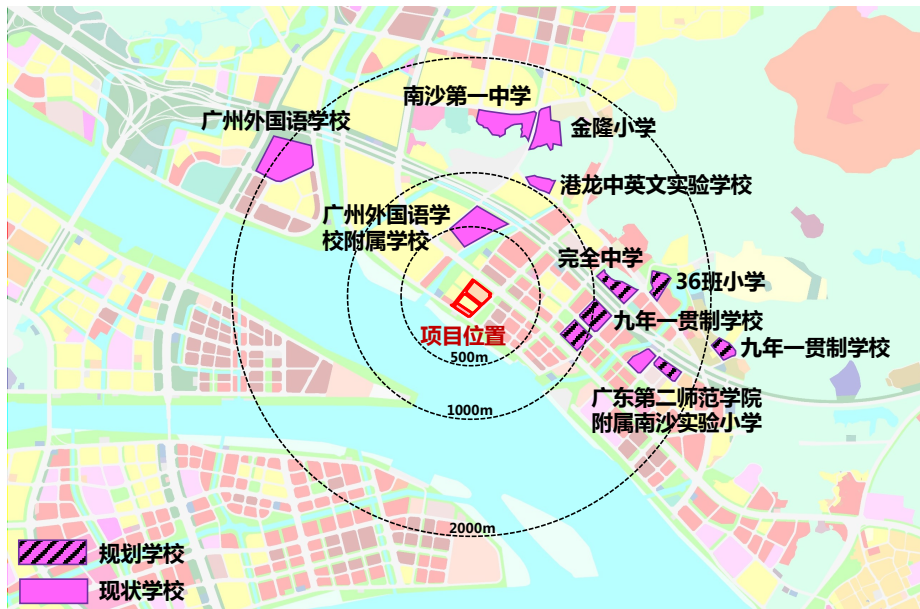 南沙第一中学
广州外国语学校
金隆小学
港龙中英文实验学校
广州外国语学
校附属学校
完全中学
36班小学
九年一贯制学校
项目位置
九年一贯制学校
500m
广东第二师范学院
附属南沙实验小学
1000m
2000m
规划学校
现状学校